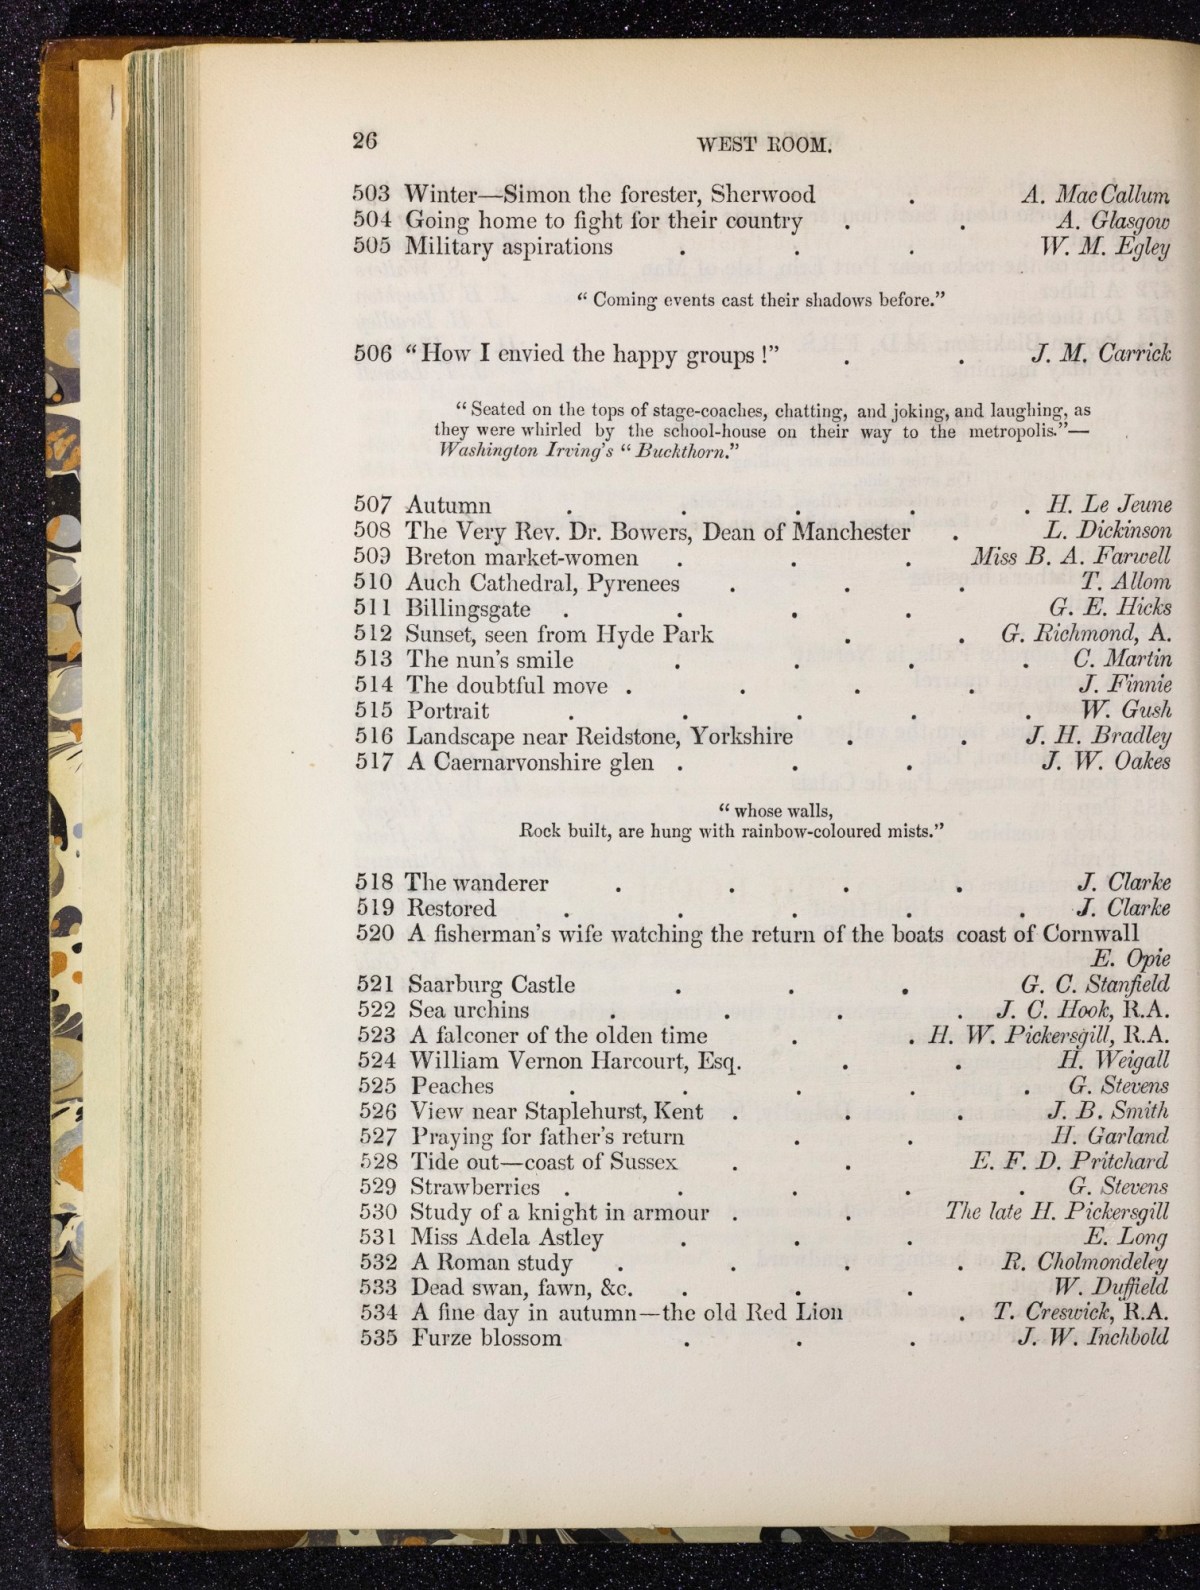 26 WEST ROOM.
503 Winter—Simon the forester, Sherwood . A. MacCallum
504 Going home to fight for their country . . A. Glasgow
505 Military aspirations . . . W. M. Egley
“ Coming events cast their shadows before.”
506 “How I envied the happy groups !” . . J. M. Carrick
“ Seated on the tops of stage-coaches, chatting, and joking, and laughing, as
they were whirled by the school-house on their way to the metropolis.”—
Washington Irving's “ Buckthorn.”
507 Autumn . . . . . H. Le Jeune
508 The Very Rev. Dr. Bowers, Dean of Manchester . L. Dickinson
509 Breton market-women . . . Miss B. A. Farwell
510 Auch Cathedral, Pyrenees . . . T. Allom
511 Billingsgate . . . . G. E. Hicks
512 Sunset, seen from Hyde Park . . G. Richmond, A.
513 The nun's smile . . . . C. Martin
514 The doubtful move . . . . J. Finnie
515 Portrait . . . . . W. Gush
516 Landscape near Reidstone, Yorkshire . . J. H. Bradley
517 A Caernarvonshire glen . . . J. W. Oakes
“ whose walls,
Rock built, are hung with rainbow-coloured mists.”
518 The wanderer . . . . J. Clarke
519 Restored . . . . . J. Clarke
520 A fisherman's wife watching the return of the boats coast of Cornwall
E. Opie
521 Saarburg Castle . . . G. C. Stanfield
522 Sea urchins . . . J. C. Hook, R.A.
523 A falconer of the olden time . . H. W. Pickersgill, R.A.
524 William Vernon Harcourt, Esq. . . H. Weigall
525 Peaches . . . . . G. Stevens
526 View near Staplehurst, Kent . . . J. B. Smith
527 Praying for father's return . . H. Garland
528 Tide out—coast of Sussex . . E. F. D. Pritchard
529 Strawberries . . . . . G. Stevens
530 Study of a knight in armour . . The late H. Pickersgill
531 Miss Adela Astley . . . E. Long
532 A Roman study . . . . R. Cholmondeley
533 Dead swan, fawn, &c. . . . W. Duffield
534 A fine day in autumn—the old Red Lion . T. Creswick, R.A.
535 Furze blossom . . . J. W. Inchbold